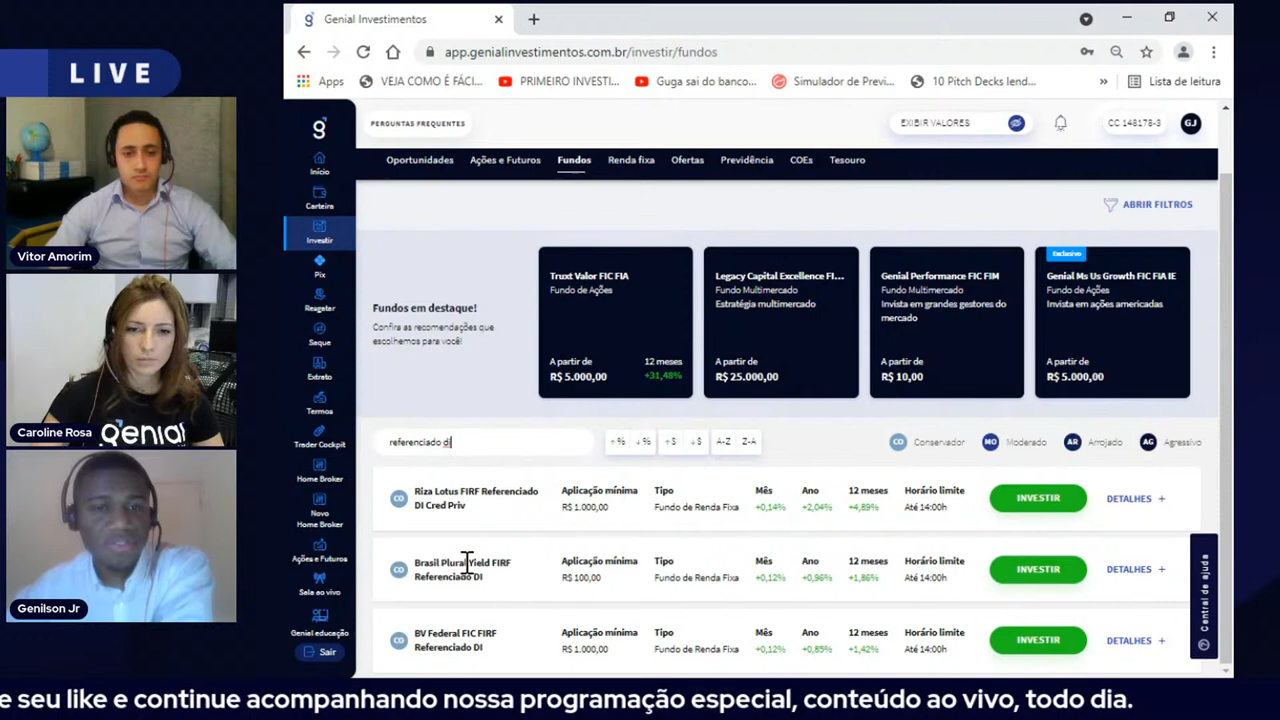 LIVE
Vitor Amorim
Caroline Rosa
genial
Genilson Jr
Genial Investimentos
app.genialinvestimentos.com.br/investir/fundos
Apps
VEJA COMO É FÁCI...
PRIMEIRO INVESTI...
Guga sai do banco...
Simulador de Previ...
10 Pitch Decks lend...
»
Lista de leitura
g
Início
Carteira
Investir
Pix
Resgatar
Saque
Extrato
Termos
Trader Cockpit
Home Broker
Novo
Home Broker
Ações e Futuros
Sala ao vivo
Genial educação
Sair
PERGUNTAS FREQUENTES
EXIBIR VALORES
CC 148178-3
GJ
Oportunidades Ações e Futuros Fundos Renda fixa Ofertas Previdência COEs Tesouro
ABRIR FILTROS
Fundos em destaque!
Confira as recomendações que
escolhemos para você!
Truxt Valor FIC FIA
Fundo de Ações
A partir de 12 meses
R$ 5.000,00 +31,48%
Legacy Capital Excellence FI...
Fundo Multimercado
Estratégia multimercado
A partir de
R$ 25.000,00
Genial Performance FIC FIM
Fundo Multimercado
Invista em grandes gestores do
mercado
A partir de
R$ 10,00
Exclusivo
Genial Ms Us Growth FIC FIA IE
Fundo de Ações
Invista em ações americadas
A partir de
R$ 5.000,00
referenciado di
↑% ↓% ↑$ ↓$ A-Z Z-A
CO Conservador MO Moderado AR Arrojado AG Agressivo
CO
Riza Lotus FIRF Referenciado
DI Cred Priv
Aplicação mínima Tipo Mês Ano 12 meses Horário limite
R$ 1.000,00 Fundo de Renda Fixa +0,14% +2,04% +4,89% Até 14:00h
INVESTIR DETALHES +
CO
Brasil Plural Yield FIRF
Referenciado DI
Aplicação mínima Tipo Mês Ano 12 meses Horário limite
R$ 100,00 Fundo de Renda Fixa +0,12% +0,96% +1,86% Até 14:00h
INVESTIR DETALHES +
CO
BV Federal FIC FIRF
Referenciado DI
Aplicação mínima Tipo Mês Ano 12 meses Horário limite
R$ 1.000,00 Fundo de Renda Fixa +0,12% +0,85% +1,42% Até 14:00h
INVESTIR DETALHES +
Central de ajuda
e seu like e continue acompanhando nossa programação especial, conteúdo ao vivo, todo dia.